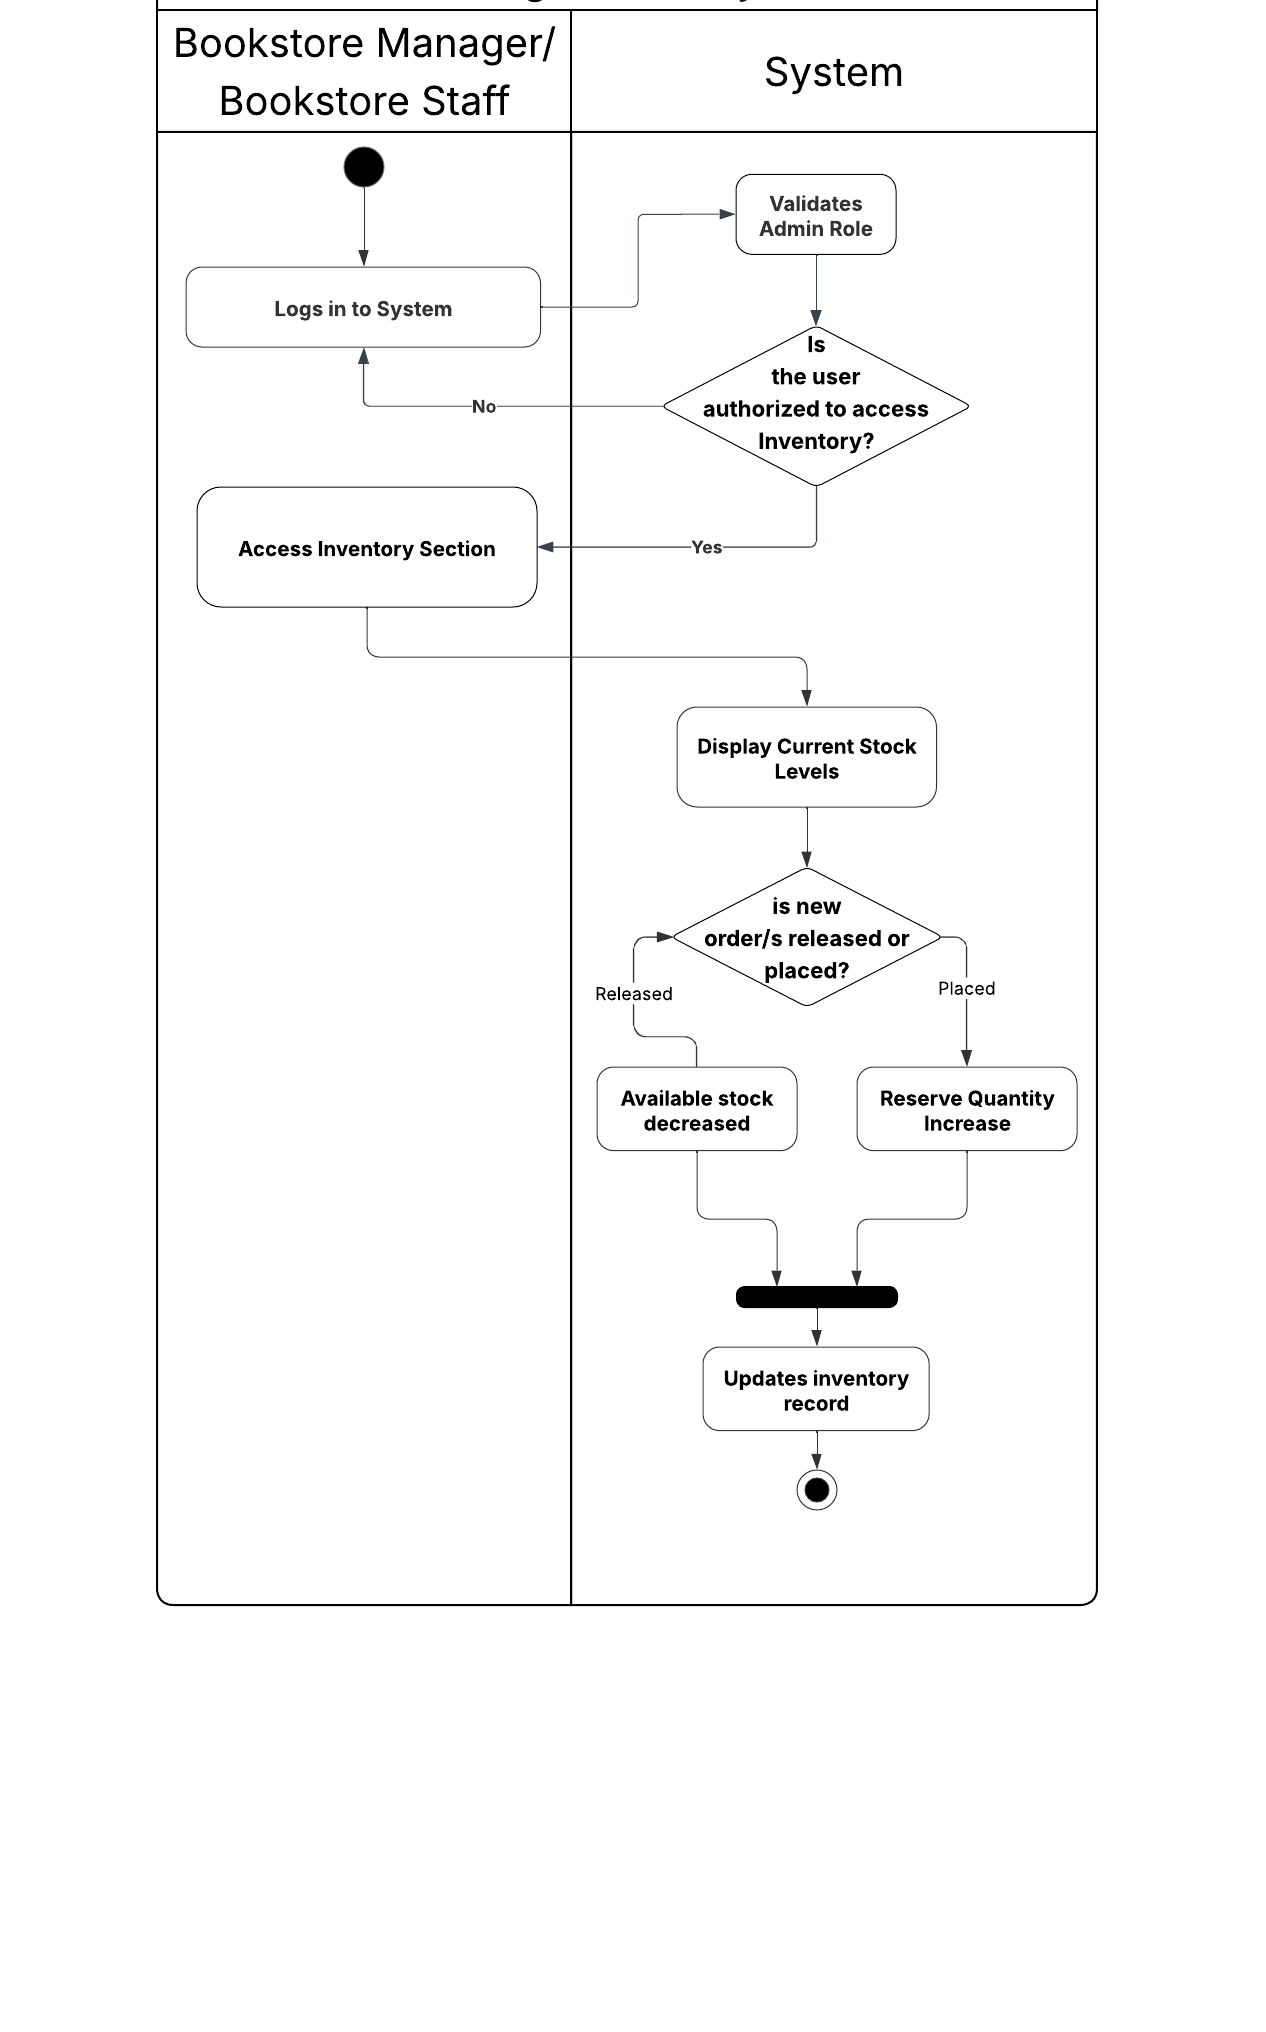 Bookstore Manager/
Bookstore Staff
System
Validates
Admin Role
Logs in to System
Is
the user
authorized to access
Inventory?
No
Access Inventory Section
Yes
Display Current Stock
Levels
is new
order/s released or
placed?
Released
Placed
Available stock
decreased
Reserve Quantity
Increase
Updates inventory
record